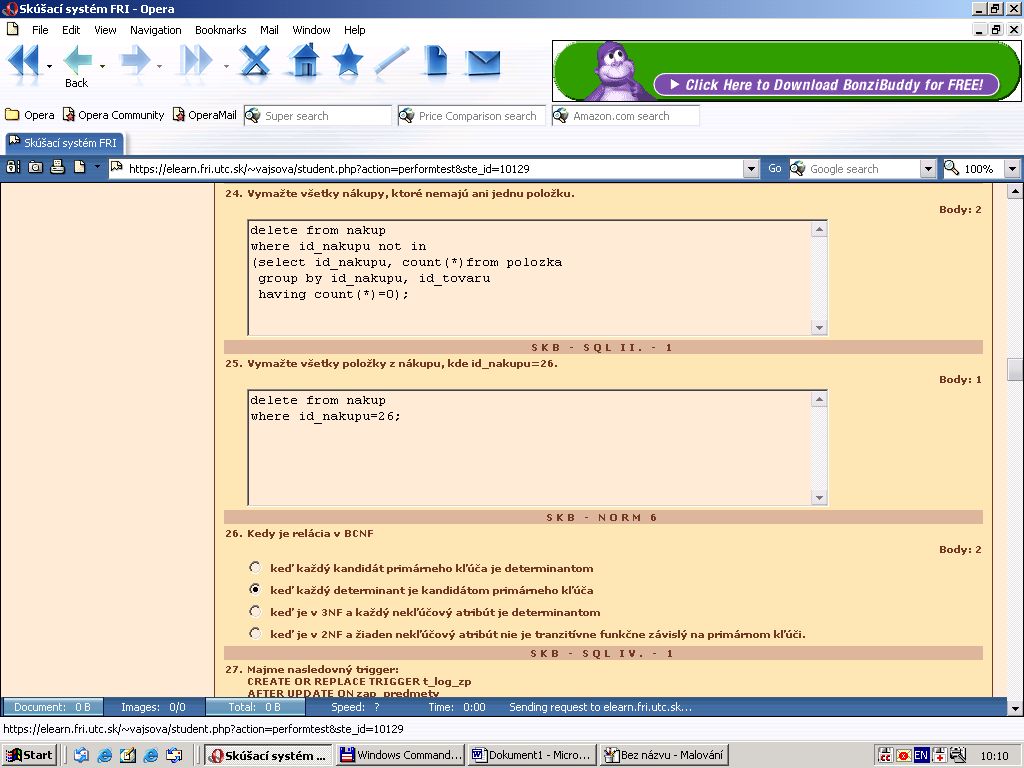 Skúšací systém FRI - Opera
File Edit View Navigation Bookmarks Mail Window Help
Back
Click Here to Download BonziBuddy for FREE!
Opera Opera Community OperaMail Super search Price Comparison search Amazon.com search
Skúšací systém FRI
https://elearn.fri.utc.sk/~vajsova/student.php?action=performtest&ste_id=10129 Go Google search 100%
24. Vymažte všetky nákupy, ktoré nemajú ani jednu položku.
Body: 2
delete from nakup
where id_nakupu not in
(select id_nakupu, count(*)from polozka
group by id_nakupu, id_tovaru
having count(*)=0);
SKB - SQL II. - 1
25. Vymažte všetky položky z nákupu, kde id_nakupu=26.
Body: 1
delete from nakup
where id_nakupu=26;
SKB - NORM 6
26. Kedy je relácia v BCNF
Body: 2
keď každý kandidát primárneho kľúča je determinantom
keď každý determinant je kandidátom primárneho kľúča
keď je v 3NF a každý nekľúčový atribút je determinantom
keď je v 2NF a žiaden nekľúčový atribút nie je tranzitívne funkčne závislý na primárnom kľúči.
SKB - SQL IV. - 1
27. Majme nasledovný trigger:
CREATE OR REPLACE TRIGGER t_log_zp
AFTER UPDATE ON zap_predmety
Document: 0 B Images: 0/0 Total: 0 B Speed: ? Time: 0:00 Sending request to elearn.fri.utc.sk...
https://elearn.fri.utc.sk/~vajsova/student.php?action=performtest&ste_id=10129
Start Skúšací systém ... Windows Command... Dokument1 - Micro... Bez názvu - Malování EN 10:10